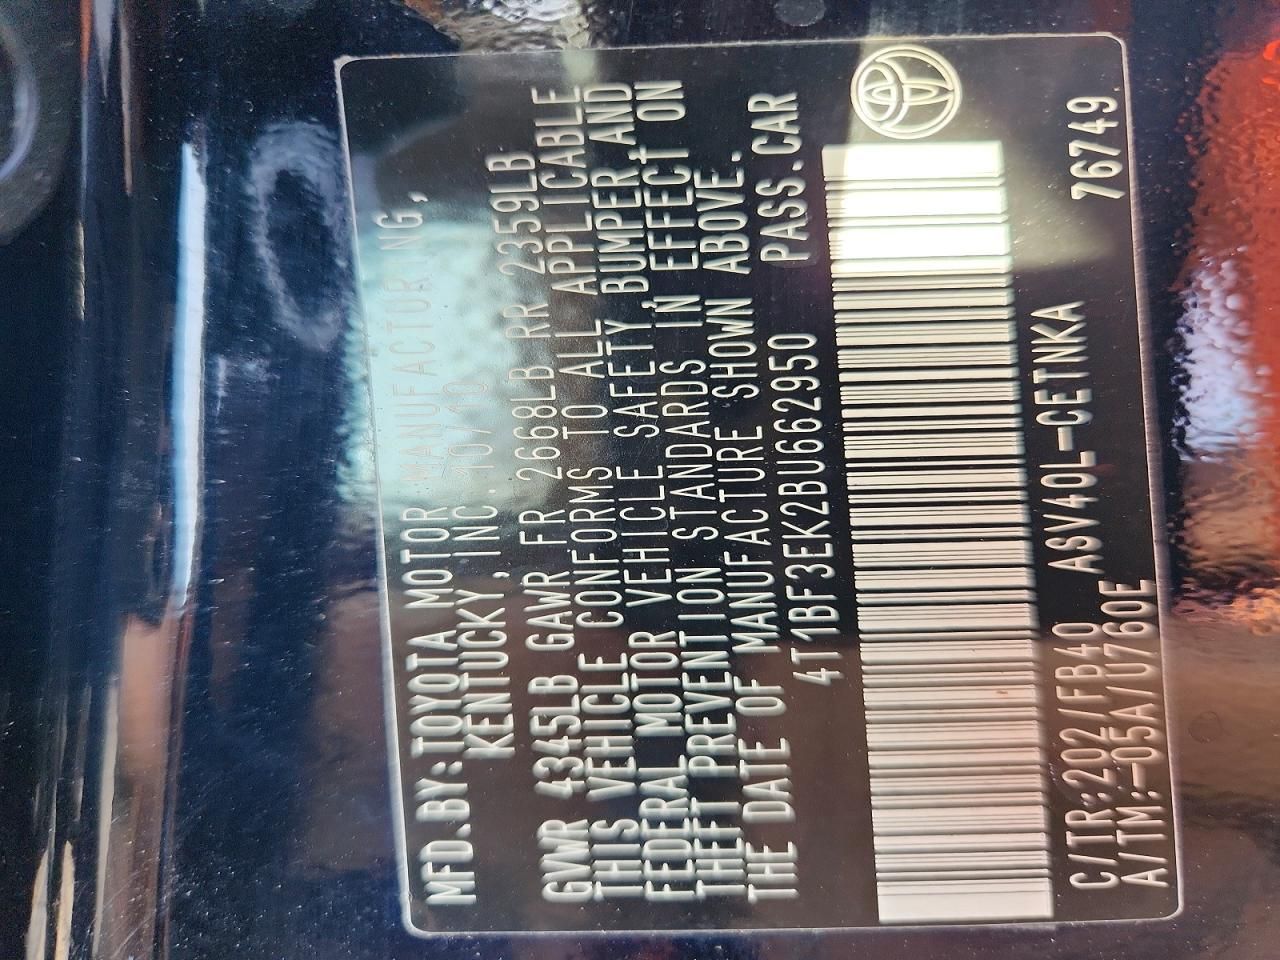 MFD.BY:TOYOTA MOTOR MANUFACTURING,
KENTUCKY, INC. 10/10
GVWR 4345LB GAWR FR 2668LB RR 2359LB
THIS VEHICLE CONFORMS TO ALL APPLICABLE
FEDERAL MOTOR VEHICLE SAFETY, BUMPER AND
THEFT PREVENTION STANDARDS IN EFFECT ON
THE DATE OF MANUFACTURE SHOWN ABOVE.
4T1BF3EK2BU662950 PASS.CAR
C/TR:202/FB40 ASV40L-CETNKA 76749
A/TM:-05A/U760E